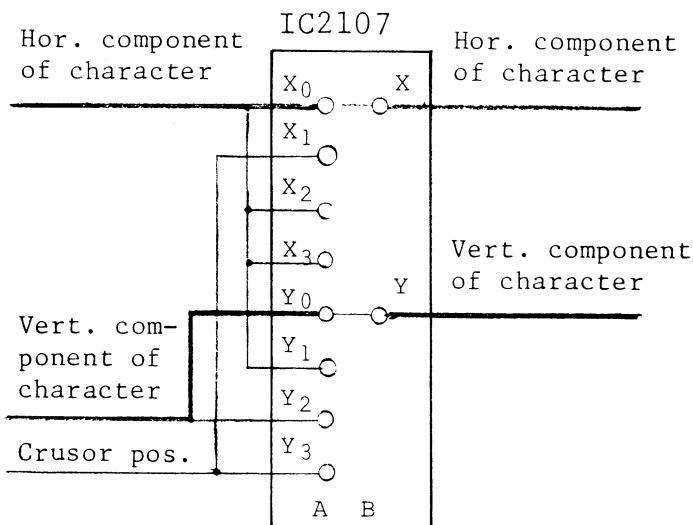 IC2107
Hor. component
of character
Hor. component
of character
X0
X
X1
X2
X3
Vert. component
of character
Y0
Y
Vert. com-
ponent of
character
Y1
Y2
Crusor pos.
Y3
A B